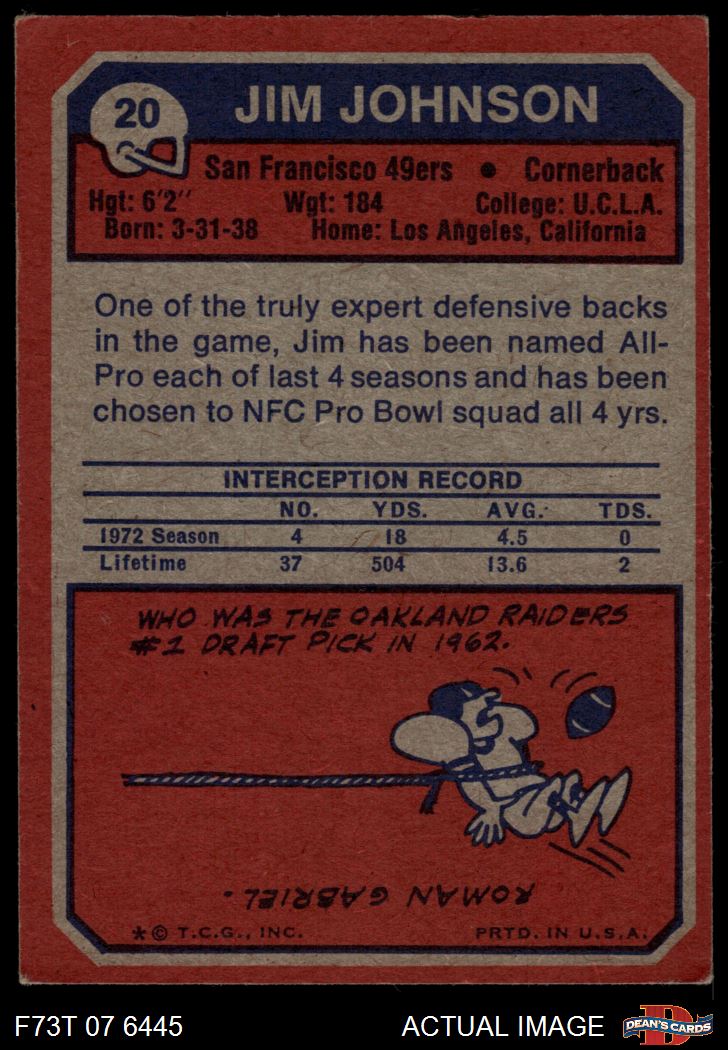 20
JIM JOHNSON
San Francisco 49ers • Cornerback
Hgt: 6'2" Wgt: 184 College: U.C.L.A.
Born: 3-31-38 Home: Los Angeles, California
One of the truly expert defensive backs
in the game, Jim has been named All-
Pro each of last 4 seasons and has been
chosen to NFC Pro Bowl squad all 4 yrs.
INTERCEPTION RECORD
NO. YDS. AVG. TDS.
1972 Season 4 18 4.5 0
Lifetime 37 504 13.6 2
WHO WAS THE OAKLAND RAIDERS
#1 DRAFT PICK IN 1962.
ROMAN GABRIEL.
* © T.C.G., INC. PRTD. IN U.S.A.
F73T 07 6445 ACTUAL IMAGE
D
DEAN'S CARDS